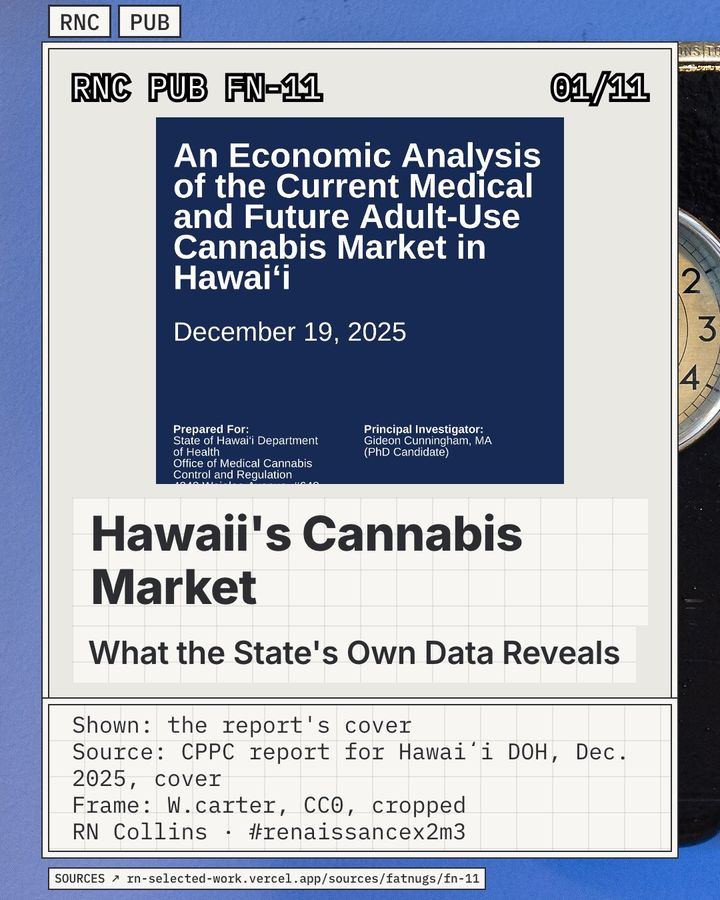 RNC PUB
RNC PUB FN-11 01/11
An Economic Analysis
of the Current Medical
and Future Adult-Use
Cannabis Market in
Hawaiʻi
December 19, 2025
Prepared For:
State of Hawaiʻi Department
of Health
Office of Medical Cannabis
Control and Regulation
Principal Investigator:
Gideon Cunningham, MA
(PhD Candidate)
2
3
4
Hawaii's Cannabis
Market
What the State's Own Data Reveals
Shown: the report's cover
Source: CPPC report for Hawaiʻi DOH, Dec.
2025, cover
Frame: W.carter, CC0, cropped
RN Collins · #renaissancex2m3
SOURCES ↗ rn-selected-work.vercel.app/sources/fatnugs/fn-11